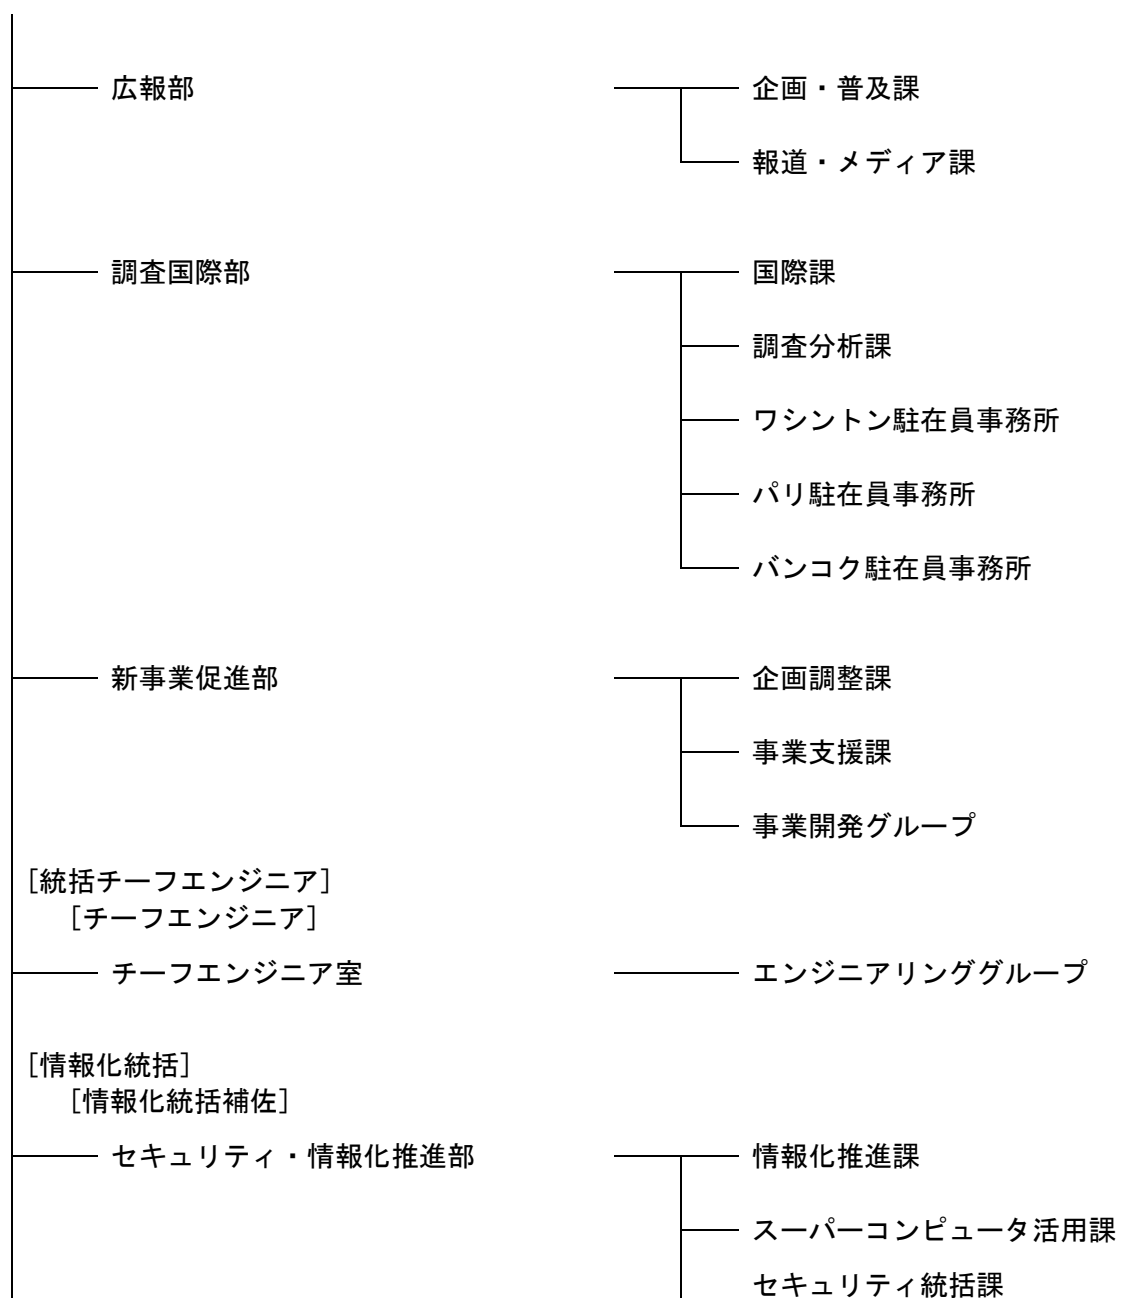 広報部 企画・普及課
報道・メディア課
調査国際部 国際課
調査分析課
ワシントン駐在員事務所
パリ駐在員事務所
バンコク駐在員事務所
新事業促進部 企画調整課
事業支援課
事業開発グループ
[統括チーフエンジニア]
[チーフエンジニア]
チーフエンジニア室 エンジニアリンググループ
[情報化統括]
[情報化統括補佐]
セキュリティ・情報化推進部 情報化推進課
スーパーコンピュータ活用課
セキュリティ統括課